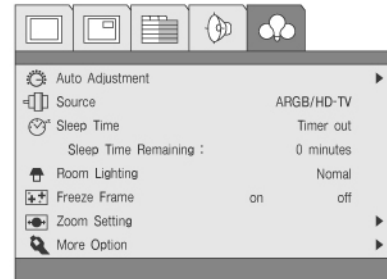 Auto Adjustment
Source ARGB/HD-TV
Sleep Time Timer out
Sleep Time Remaining : 0 minutes
Room Lighting Normal
Freeze Frame on off
Zoom Setting
More Option